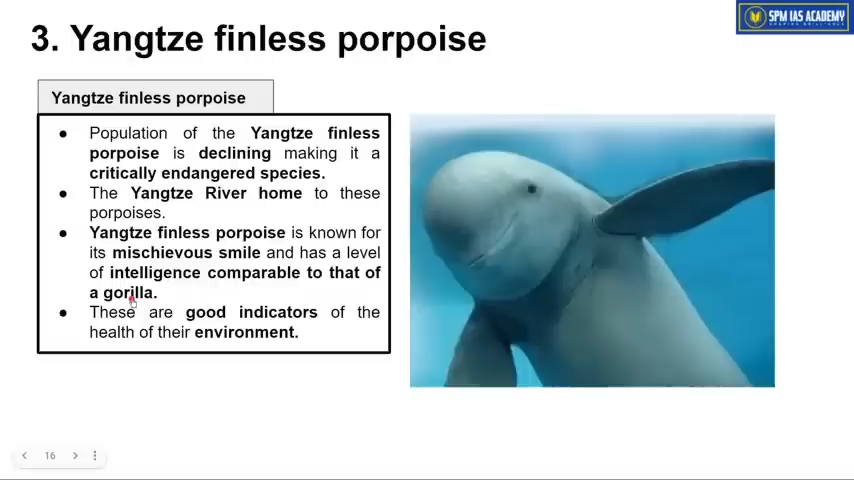 SPM IAS ACADEMY
SHAPING BRILLIANCE
3. Yangtze finless porpoise
Yangtze finless porpoise
● Population of the Yangtze finless
porpoise is declining making it a
critically endangered species.
● The Yangtze River home to these
porpoises.
● Yangtze finless porpoise is known for
its mischievous smile and has a level
of intelligence comparable to that of
a gorilla.
● These are good indicators of the
health of their environment.
16